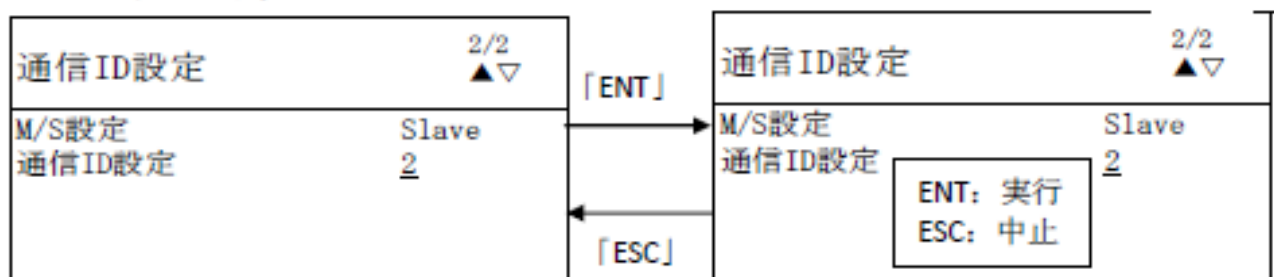 通信ID設定
2/2
▲▽
M/S設定 Slave
通信ID設定 2
「ENT」
「ESC」
通信ID設定
2/2
▲▽
M/S設定 Slave
通信ID設定 2
ENT: 実行
ESC: 中止